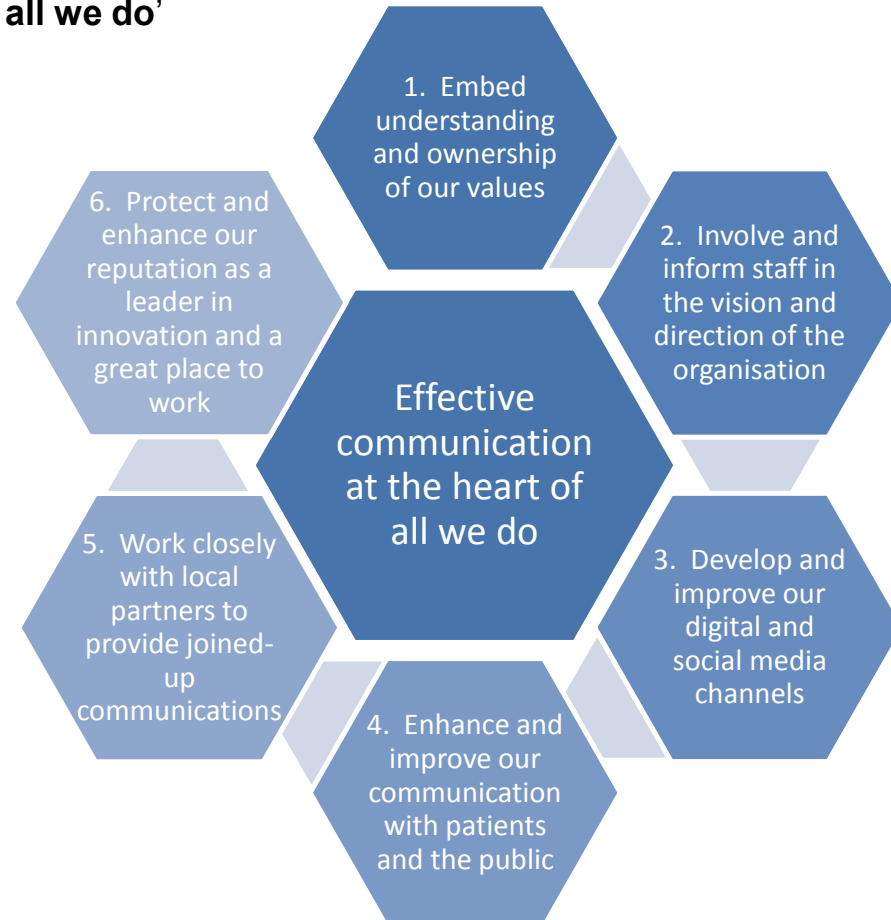 all we do’
1. Embed
understanding
and ownership
of our values
2. Involve and
inform staff in
the vision and
direction of the
organisation
3. Develop and
improve our
digital and
social media
channels
4. Enhance and
improve our
communication
with patients
and the public
5. Work closely
with local
partners to
provide joined-
up
communications
6. Protect and
enhance our
reputation as a
leader in
innovation and a
great place to
work
Effective
communication
at the heart of
all we do